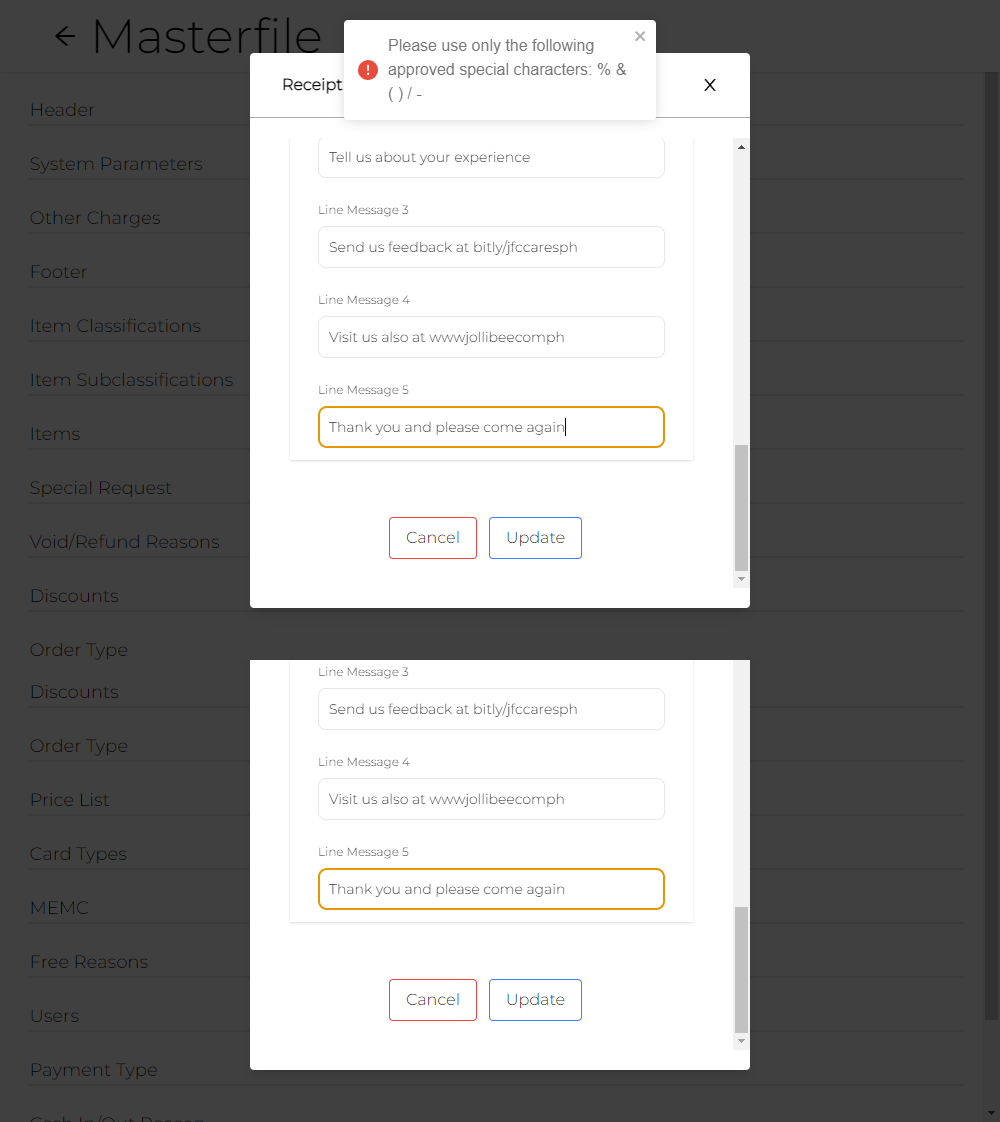 Masterfile
Please use only the following
approved special characters: % &
( ) / -
Receipt
X
Header
System Parameters
Other Charges
Footer
Item Classifications
Item Subclassifications
Items
Special Request
Void/Refund Reasons
Discounts
Order Type
Discounts
Order Type
Price List
Card Types
MEMC
Free Reasons
Users
Payment Type
Cash In/Out Reason
Tell us about your experience
Line Message 3
Send us feedback at bitly/jfccaresph
Line Message 4
Visit us also at wwwjollibeecomph
Line Message 5
Thank you and please come again
Cancel
Update
Line Message 3
Send us feedback at bitly/jfccaresph
Line Message 4
Visit us also at wwwjollibeecomph
Line Message 5
Thank you and please come again
Cancel
Update